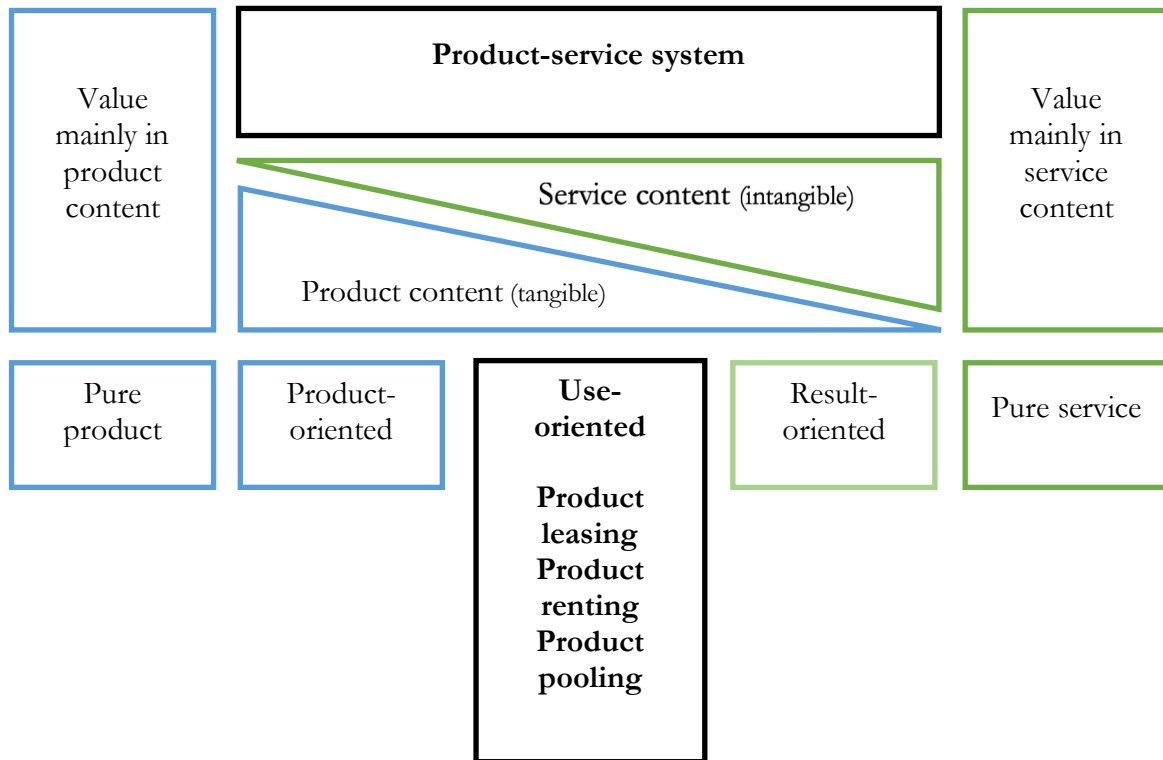 Value
mainly in
product
content
Product-service system
Service content (intangible)
Product content (tangible)
Value
mainly in
service
content
Pure
product
Product-
oriented
Use-
oriented
Product
leasing
Product
renting
Product
pooling
Result-
oriented
Pure service